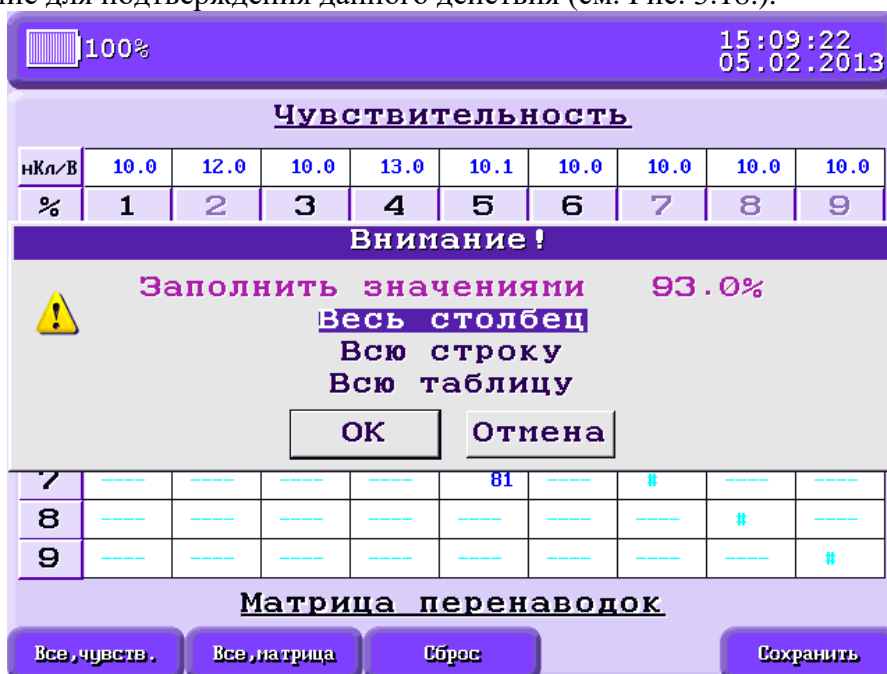 для подтверждения данного действия (см. Рис. 3.18.).
100%
15:09:22
05.02.2013
Чувствительность
нКл/В 10.0 12.0 10.0 13.0 10.1 10.0 10.0 10.0 10.0
% 1 2 3 4 5 6 7 8 9
Внимание!
Заполнить значениями 93.0%
Весь столбец
Всю строку
Всю таблицу
ОК Отмена
7 ---- ---- ---- ---- 81 ---- # ---- ----
8 ---- ---- ---- ---- ---- ---- ---- # ----
9 ---- ---- ---- ---- ---- ---- ---- ---- #
Матрица перенаводок
Все,чувств. Все,матрица Сброс Сохранить